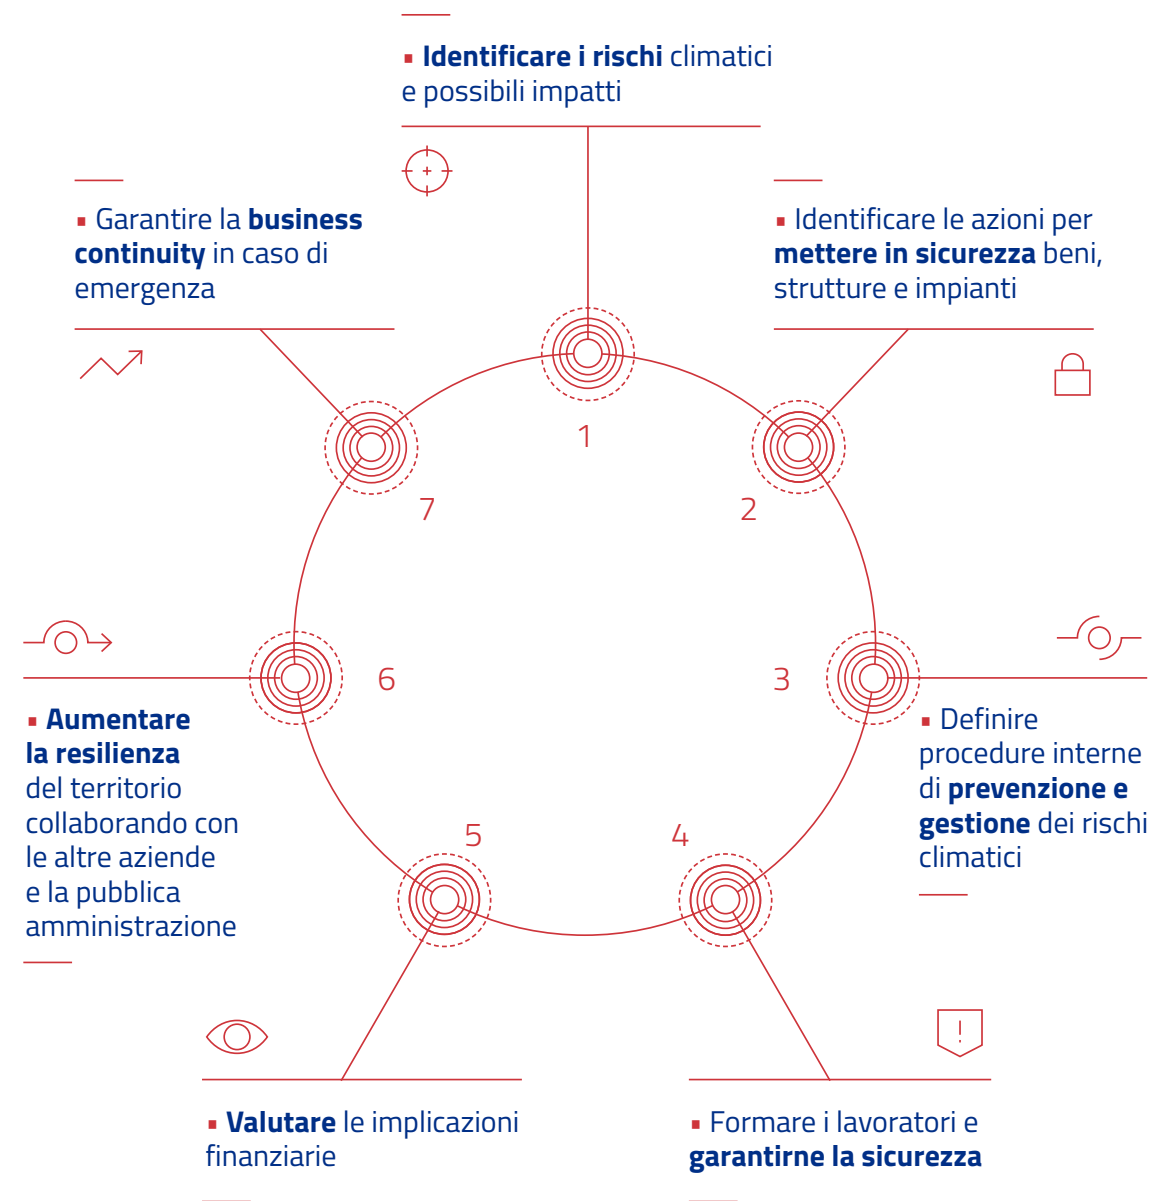 ▪ Identificare i rischi climatici
e possibili impatti
1
▪ Identificare le azioni per
mettere in sicurezza beni,
strutture e impianti
2
▪ Definire
procedure interne
di prevenzione e
gestione dei rischi
climatici
3
▪ Formare i lavoratori e
garantirne la sicurezza
4
▪ Valutare le implicazioni
finanziarie
5
▪ Aumentare
la resilienza
del territorio
collaborando con
le altre aziende
e la pubblica
amministrazione
6
▪ Garantire la business
continuity in caso di
emergenza
7